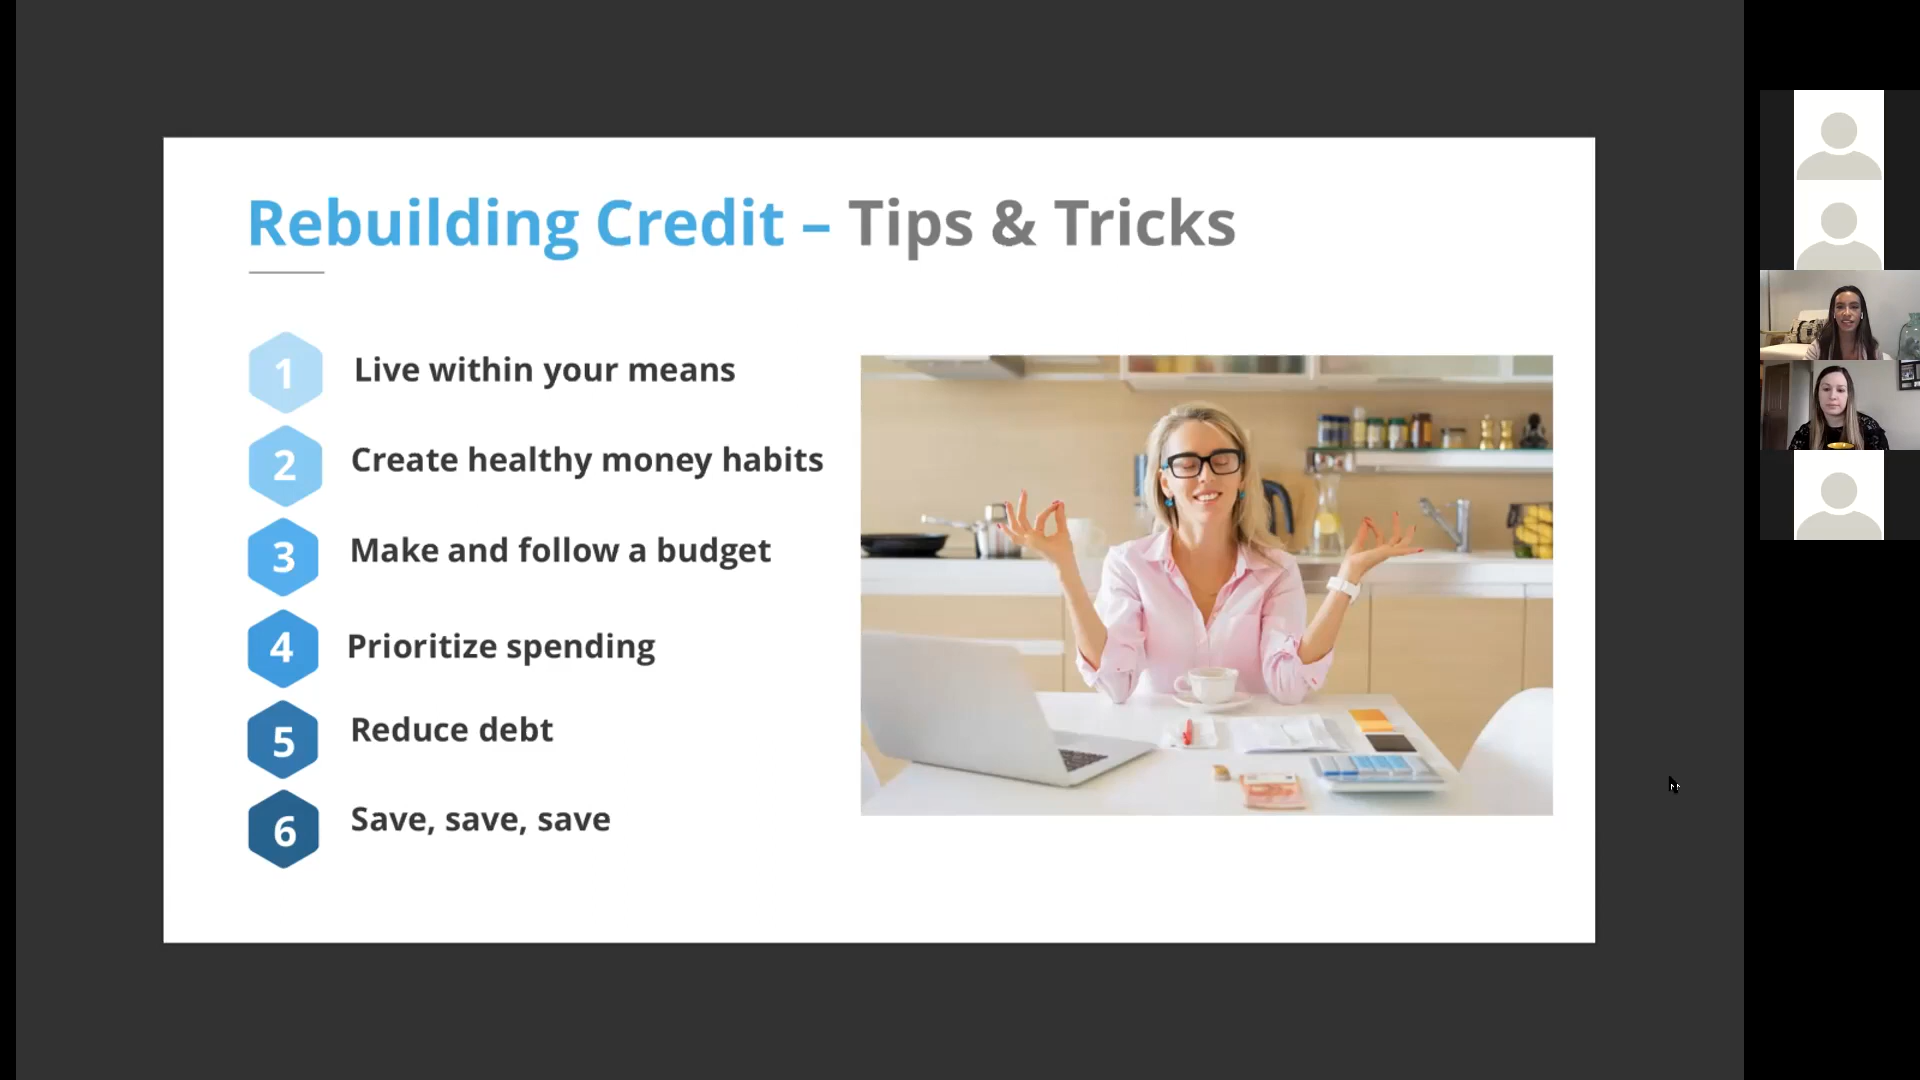 Rebuilding Credit – Tips & Tricks
1 Live within your means
2 Create healthy money habits
3 Make and follow a budget
4 Prioritize spending
5 Reduce debt
6 Save, save, save